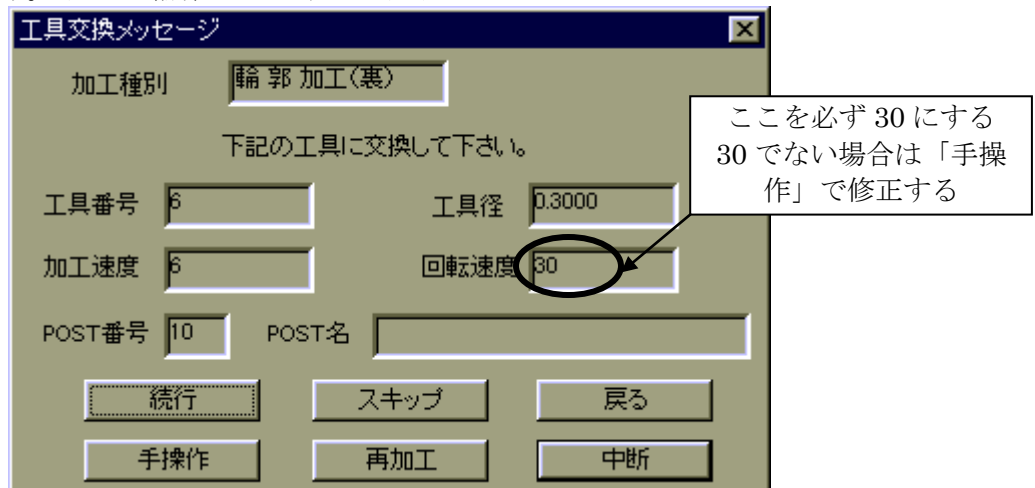 工具交換メッセージ
加工種別 輪 郭 加工(裏)
下記の工具に交換して下さい。
ここを必ず 30 にする
30 でない場合は「手操
作」で修正する
工具番号 6 工具径 0.3000
加工速度 6 回転速度 30
POST番号 10 POST名
続行 スキップ 戻る
手操作 再加工 中断